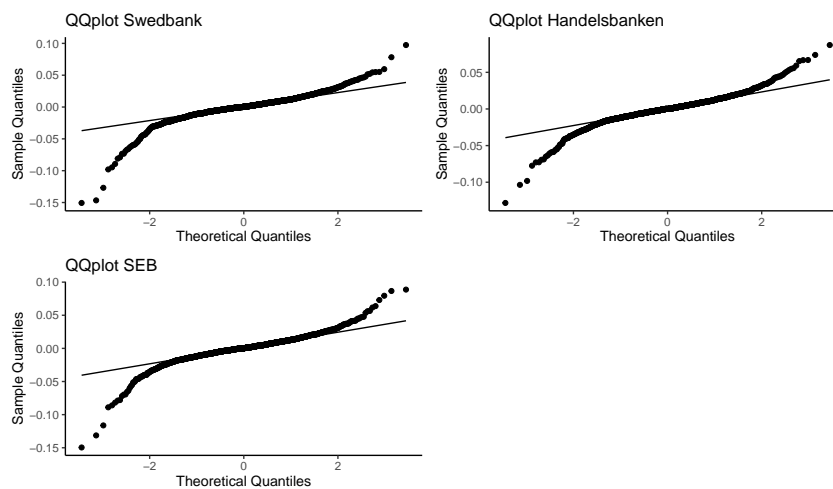 QQplot Swedbank
0.10
0.05
0.00
−0.05
−0.10
−0.15
Sample Quantiles
−2
0
2
Theoretical Quantiles
QQplot Handelsbanken
0.05
0.00
−0.05
−0.10
Sample Quantiles
−2
0
2
Theoretical Quantiles
QQplot SEB
0.10
0.05
0.00
−0.05
−0.10
−0.15
Sample Quantiles
−2
0
2
Theoretical Quantiles